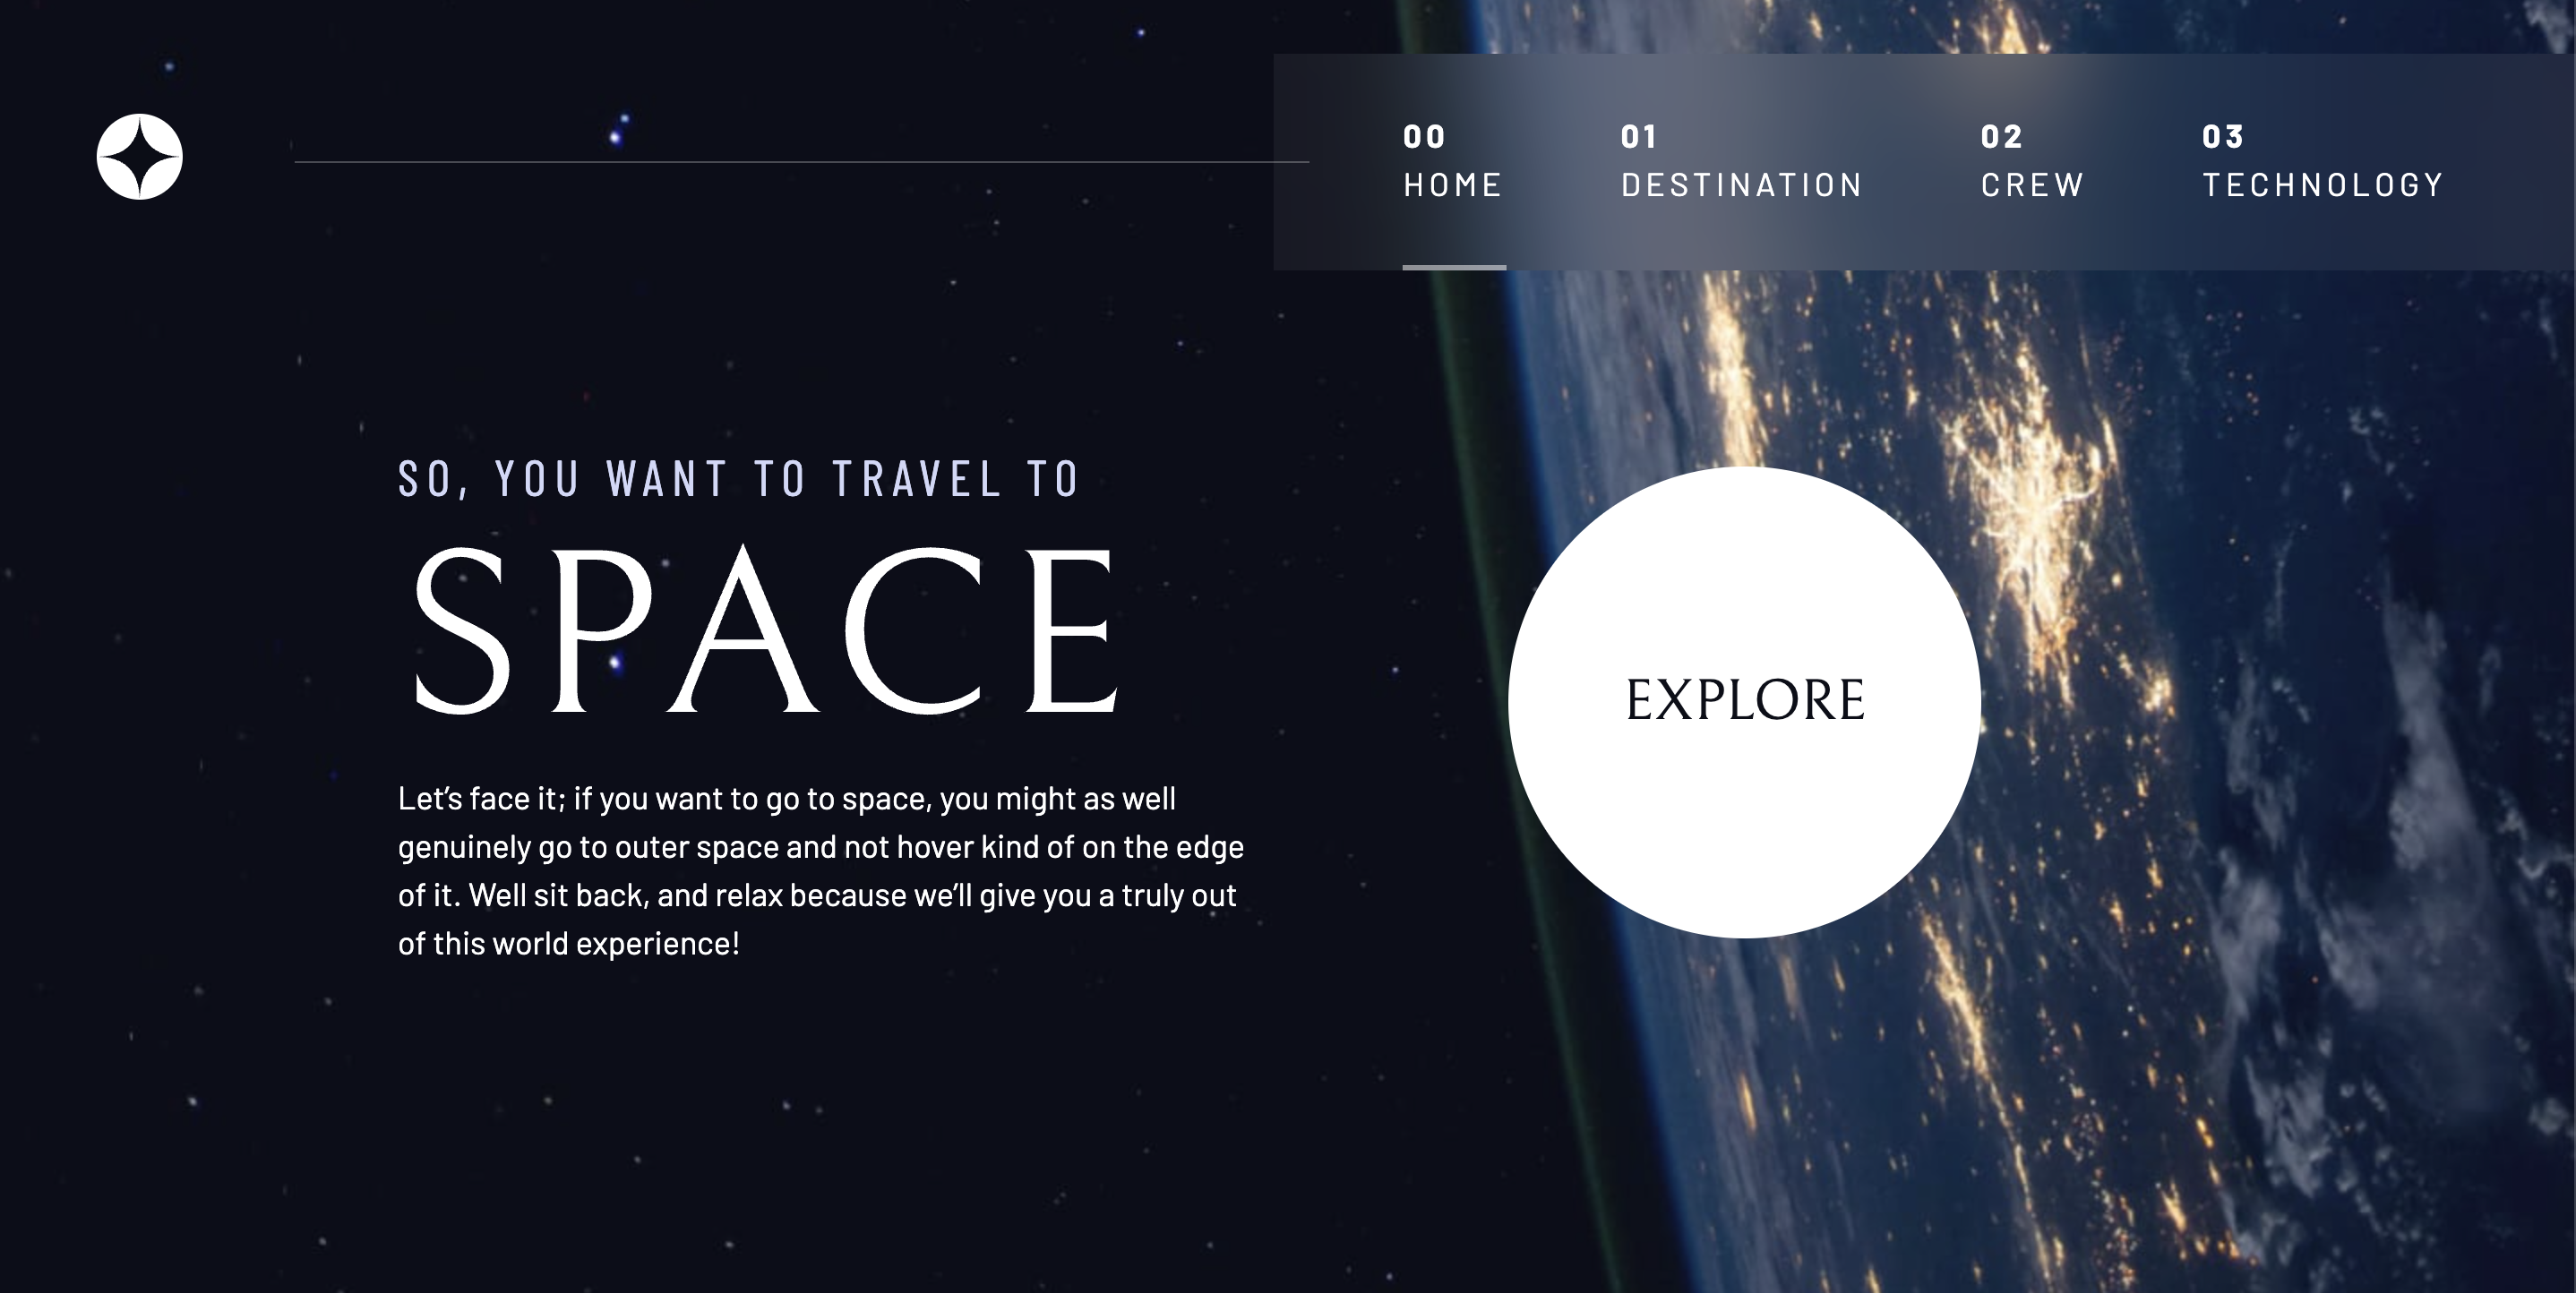 00
HOME
01
DESTINATION
02
CREW
03
TECHNOLOGY
SO, YOU WANT TO TRAVEL TO
SPACE
Let’s face it; if you want to go to space, you might as well
genuinely go to outer space and not hover kind of on the edge
of it. Well sit back, and relax because we’ll give you a truly out
of this world experience!
EXPLORE